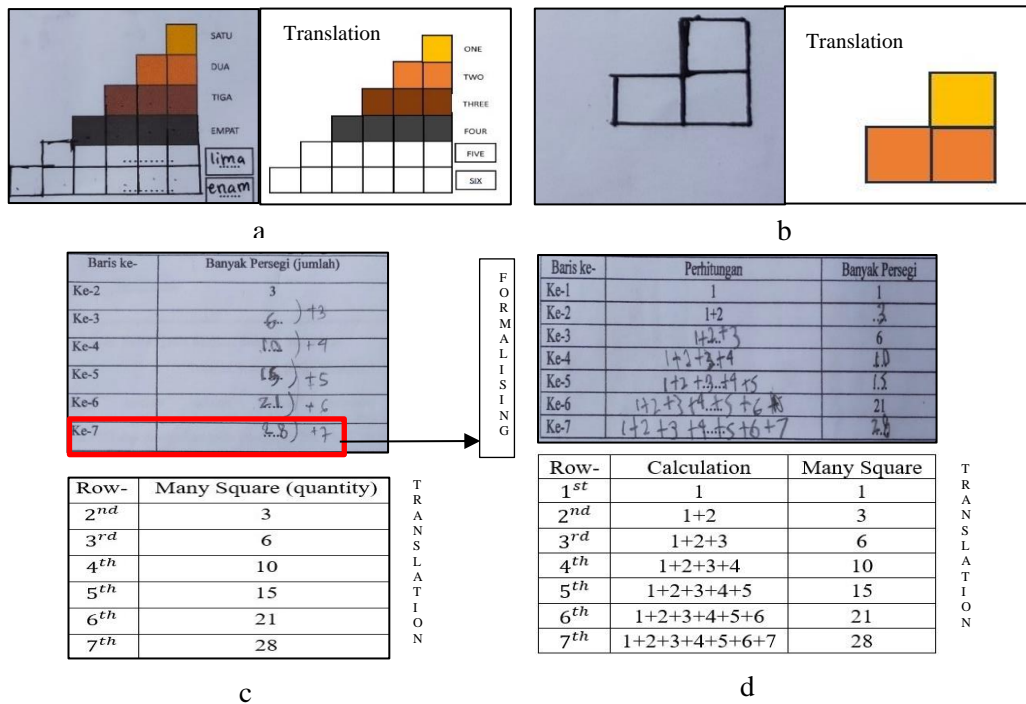 SATU
DUA
TIGA
EMPAT
lima
enam
Translation
ONE
TWO
THREE
FOUR
FIVE
SIX
a
Translation
b
Baris ke- Banyak Persegi (jumlah)
Ke-2 3
Ke-3 6 ) +3
Ke-4 10 ) +4
Ke-5 15 ) +5
Ke-6 21 ) +6
Ke-7 28 ) +7
FORMALISING
Baris ke- Perhitungan Banyak Persegi
Ke-1 1 1
Ke-2 1+2 3
Ke-3 1+2+3 6
Ke-4 1+2+3+4 10
Ke-5 1+2+3+4+5 15
Ke-6 1+2+3+4+5+6 21
Ke-7 1+2+3+4+5+6+7 28
Row- Many Square (quantity)
2nd 3
3rd 6
4th 10
5th 15
6th 21
7th 28
TRANSLATION
c
Row- Calculation Many Square
1st 1 1
2nd 1+2 3
3rd 1+2+3 6
4th 1+2+3+4 10
5th 1+2+3+4+5 15
6th 1+2+3+4+5+6 21
7th 1+2+3+4+5+6+7 28
TRANSLATION
d